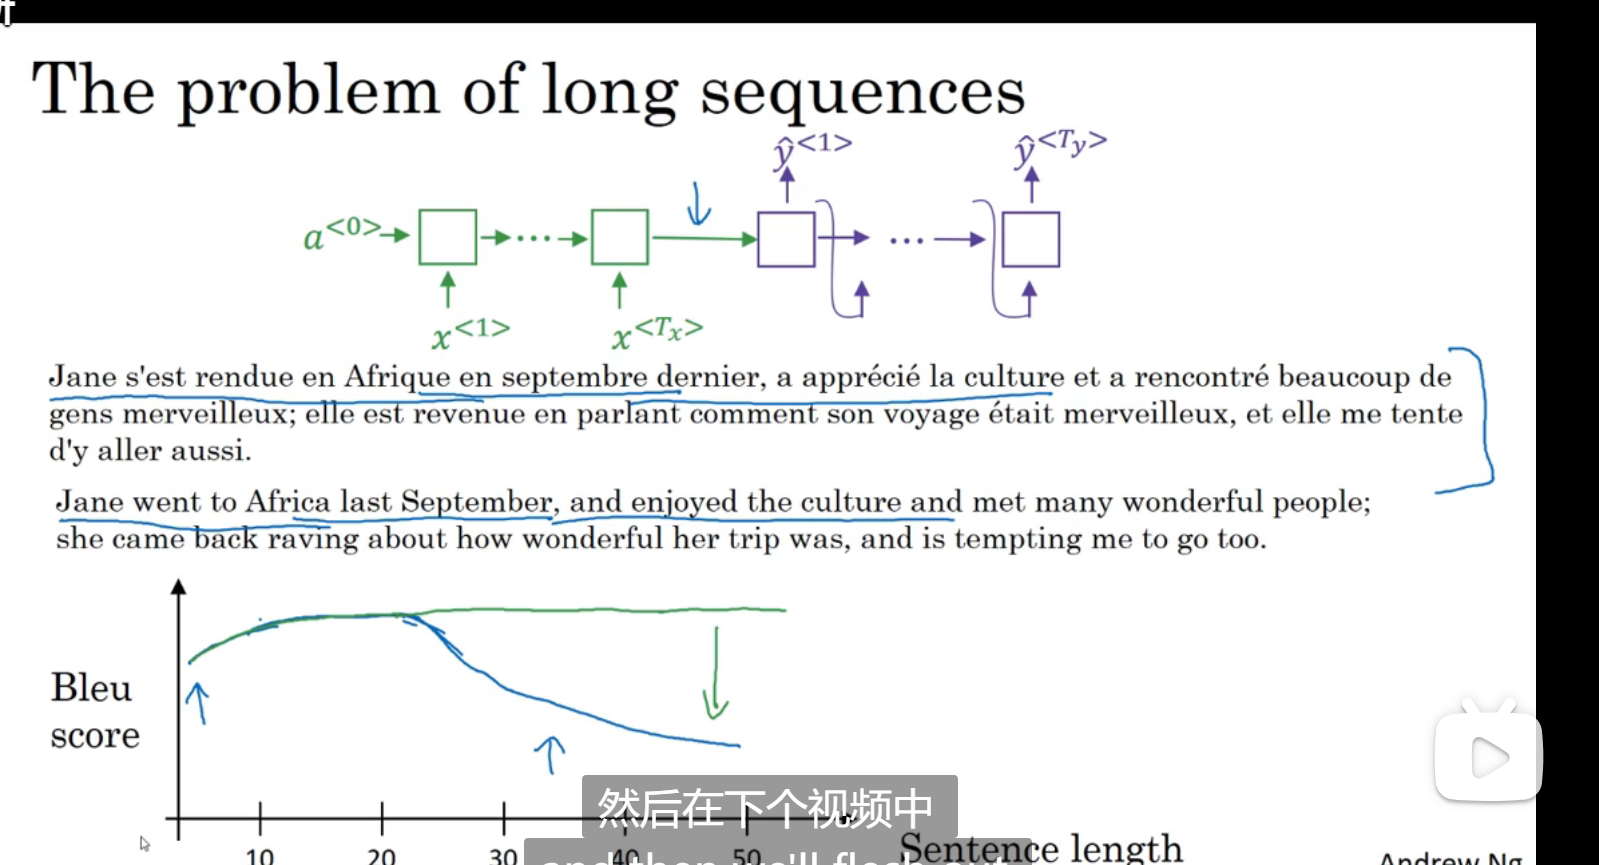 The problem of long sequences
ŷ<1> ŷ<Ty>
a<0>
x<1> x<Tx>
Jane s'est rendue en Afrique en septembre dernier, a apprécié la culture et a rencontré beaucoup de
gens merveilleux; elle est revenue en parlant comment son voyage était merveilleux, et elle me tente
d'y aller aussi.
Jane went to Africa last September, and enjoyed the culture and met many wonderful people;
she came back raving about how wonderful her trip was, and is tempting me to go too.
Bleu
score
然后在下个视频中
Sentence length
10 20 30 40 50
and then we'll flesh out
Andrew Ng